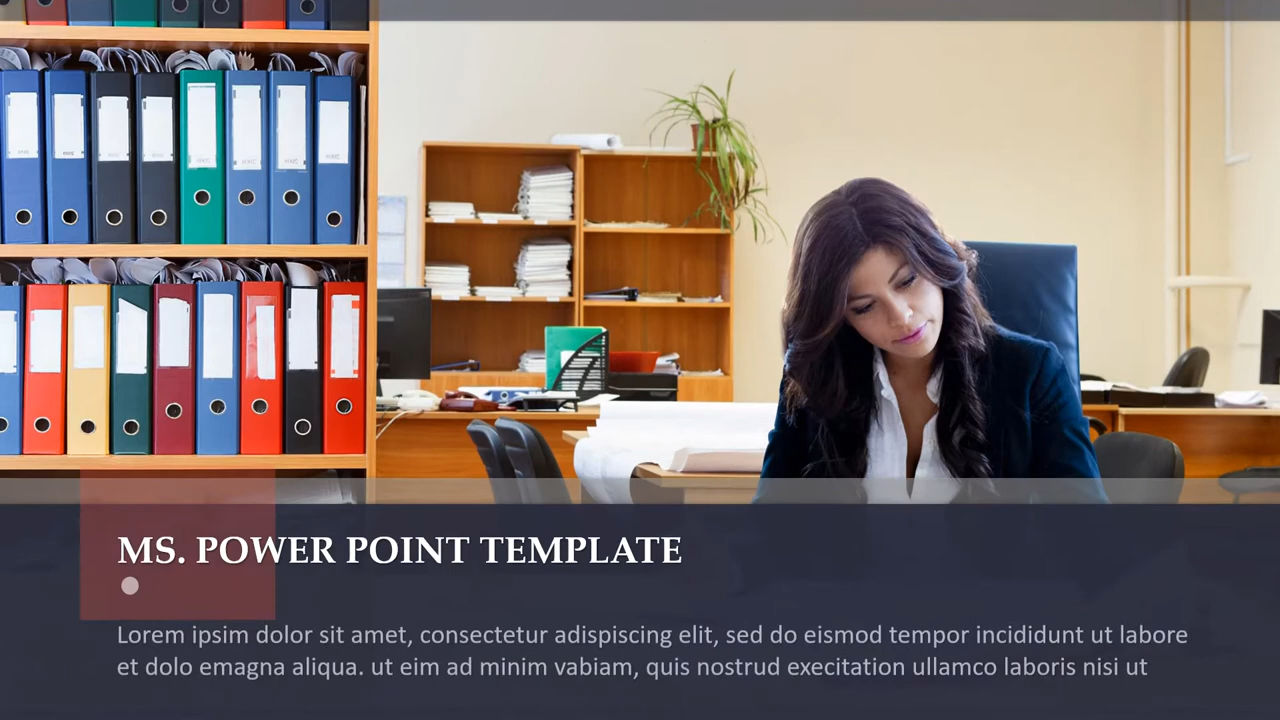 MS. POWER POINT TEMPLATE
Lorem ipsim dolor sit amet, consectetur adispiscing elit, sed do eismod tempor incididunt ut labore
et dolo emagna aliqua. ut eim ad minim vabiam, quis nostrud execitation ullamco laboris nisi ut